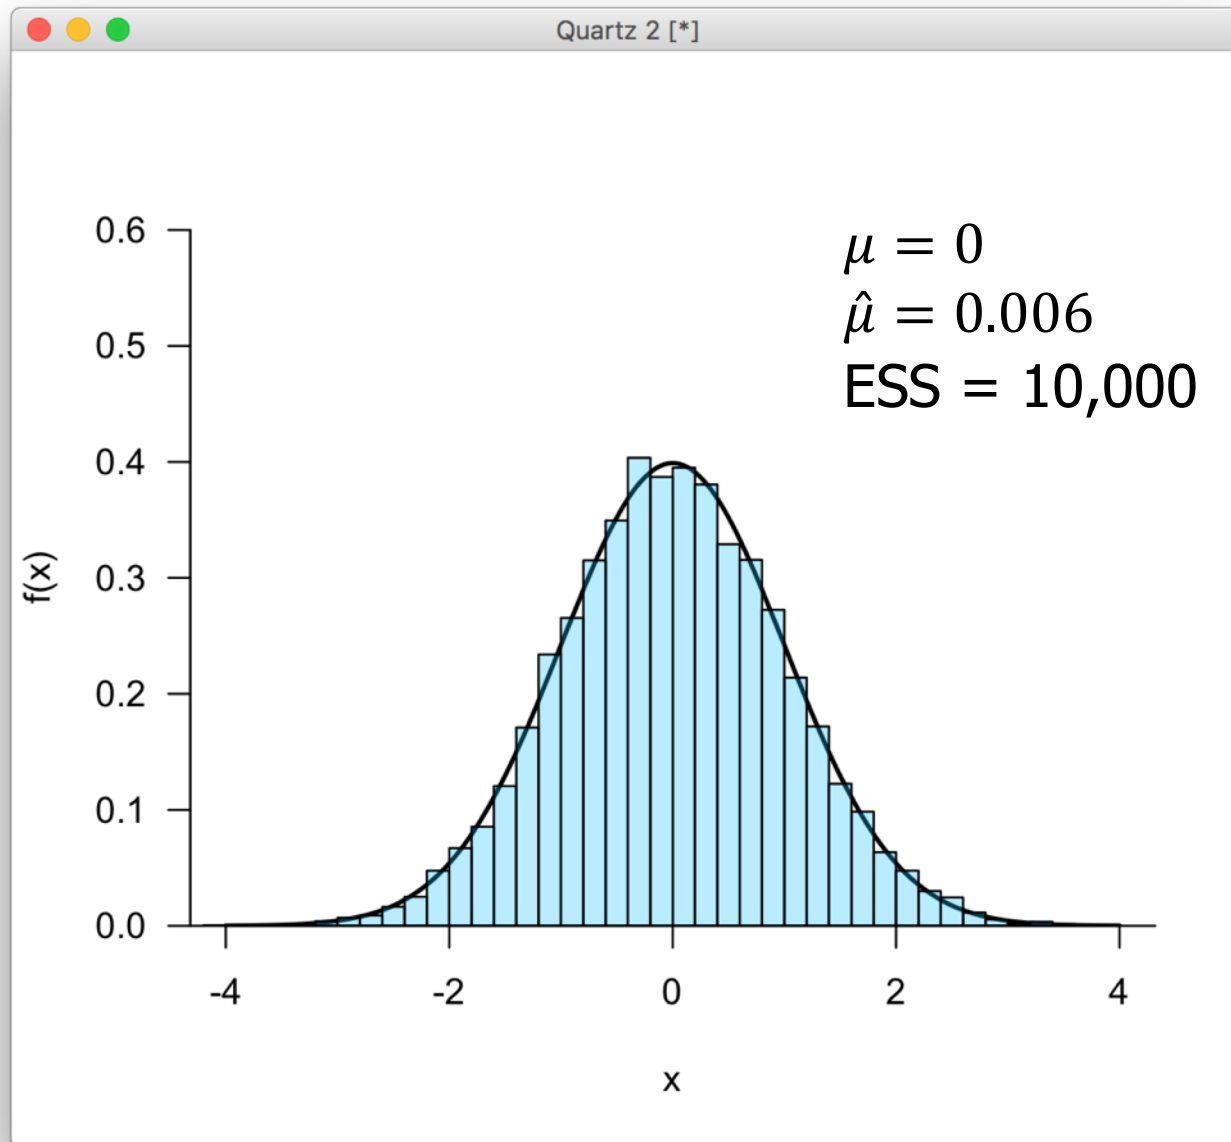 Quartz 2 [*]
μ = 0
μ̂ = 0.006
ESS = 10,000
0.6
0.5
0.4
0.3
0.2
0.1
0.0
f(x)
-4
-2
0
2
4
x